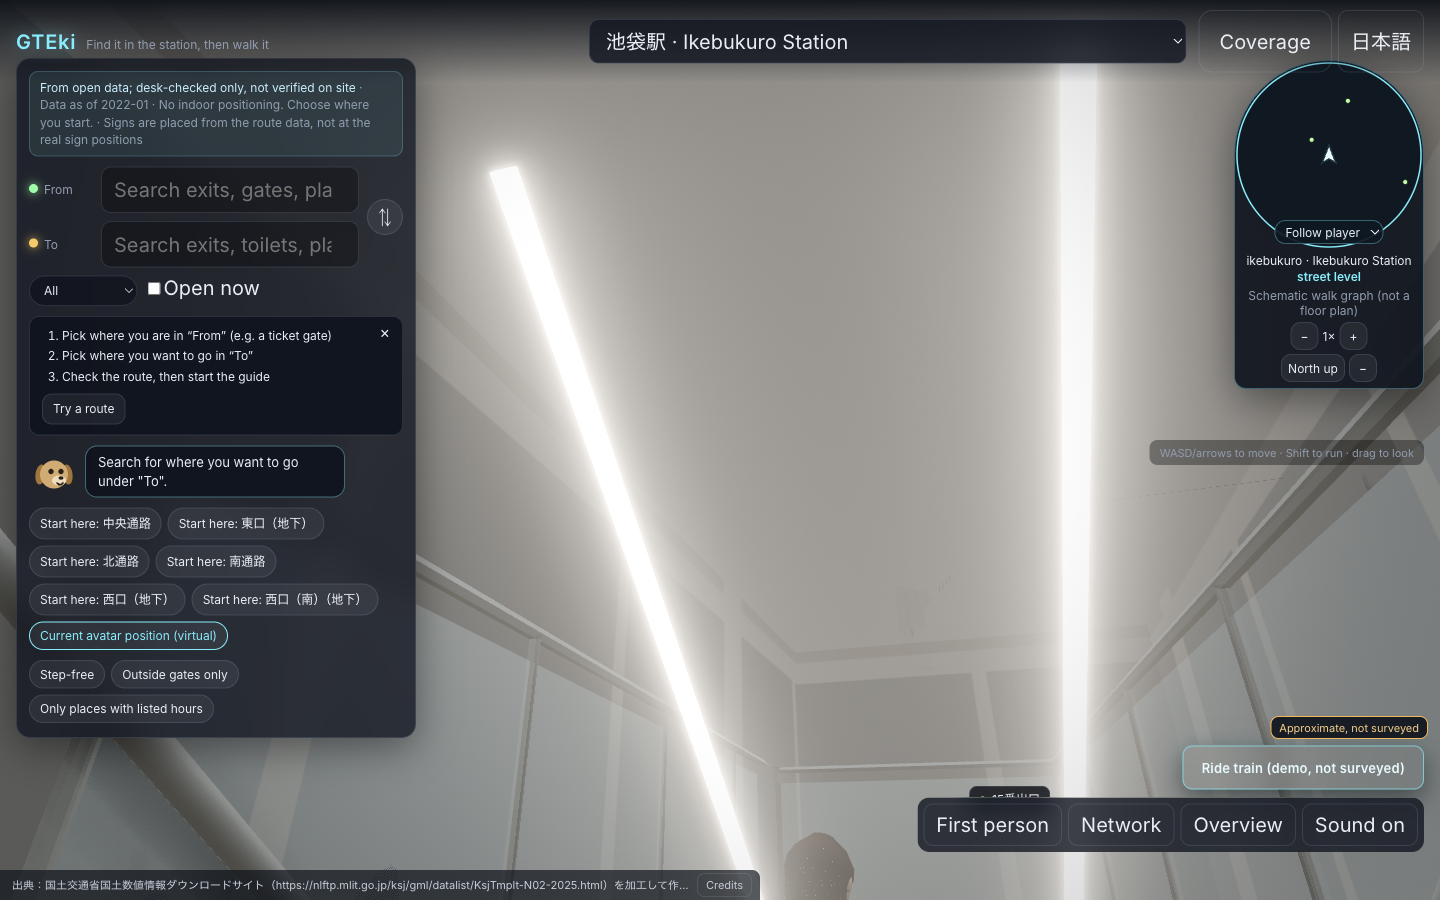 GTEki
Find it in the station, then walk it
池袋駅 · Ikebukuro Station
Coverage
日本語
From open data; desk-checked only, not verified on site ·
Data as of 2022-01 · No indoor positioning. Choose where
you start. · Signs are placed from the route data, not at the
real sign positions
From
Search exits, gates, pla
To
Search exits, toilets, pla
All
Open now
1. Pick where you are in “From” (e.g. a ticket gate)
2. Pick where you want to go in “To”
3. Check the route, then start the guide
Try a route
Search for where you want to go
under "To".
Start here: 中央通路
Start here: 東口（地下）
Start here: 北通路
Start here: 南通路
Start here: 西口（地下）
Start here: 西口（南）（地下）
Current avatar position (virtual)
Step-free
Outside gates only
Only places with listed hours
Follow player
ikebukuro · Ikebukuro Station
street level
Schematic walk graph (not a
floor plan)
− 1× +
North up −
WASD/arrows to move · Shift to run · drag to look
Approximate, not surveyed
Ride train (demo, not surveyed)
First person
Network
Overview
Sound on
出典：国土交通省国土数値情報ダウンロードサイト（https://nlftp.mlit.go.jp/ksj/gml/datalist/KsjTmplt-N02-2025.html）を加工して作...
Credits